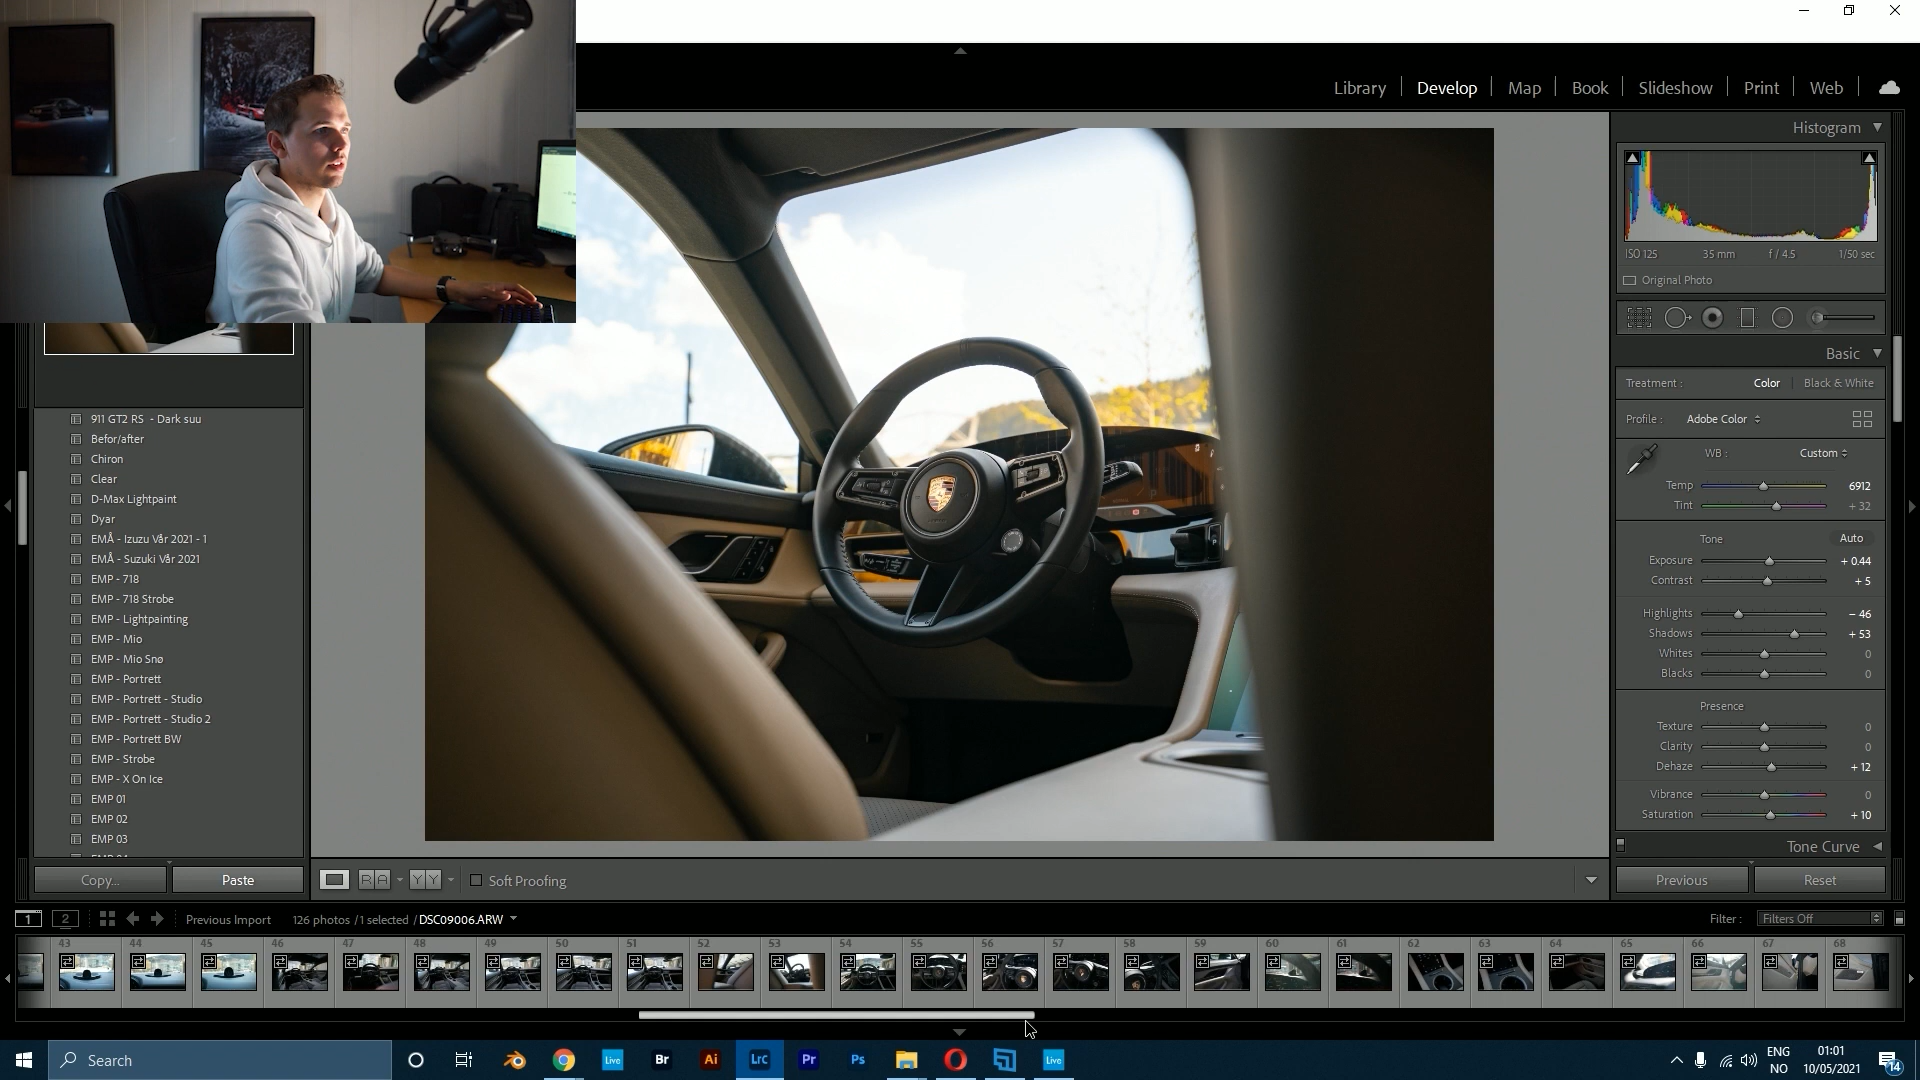 Library
Develop
Map
Book
Slideshow
Print
Web
Histogram
ISO 125
35 mm
f / 4.5
1/50 sec
Original Photo
Basic
Treatment :
Color
Black & White
Profile :
Adobe Color
WB :
Custom
Temp
6912
Tint
+ 32
Tone
Auto
Exposure
+ 0.44
Contrast
+ 5
Highlights
– 46
Shadows
+ 53
Whites
0
Blacks
0
Presence
Texture
0
Clarity
0
Dehaze
+ 12
Vibrance
0
Saturation
+ 10
Tone Curve
Previous
Reset
911 GT2 RS - Dark suu
Befor/after
Chiron
Clear
D-Max Lightpaint
Dyar
EMÅ - Izuzu Vår 2021 - 1
EMÅ - Suzuki Vår 2021
EMP - 718
EMP - 718 Strobe
EMP - Lightpainting
EMP - Mio
EMP - Mio Snø
EMP - Portrett
EMP - Portrett - Studio
EMP - Portrett - Studio 2
EMP - Portrett BW
EMP - Strobe
EMP - X On Ice
EMP 01
EMP 02
EMP 03
Copy...
Paste
R A
Y Y
Soft Proofing
1
2
Previous Import
126 photos / 1 selected / DSC09006.ARW
Filter :
Filters Off
43
44
45
46
47
48
49
50
51
52
53
54
55
56
57
58
59
60
61
62
63
64
65
66
67
68
Search
Live
Br
Ai
LrC
Pr
Ps
Live
ENG
NO
01:01
10/05/2021
14